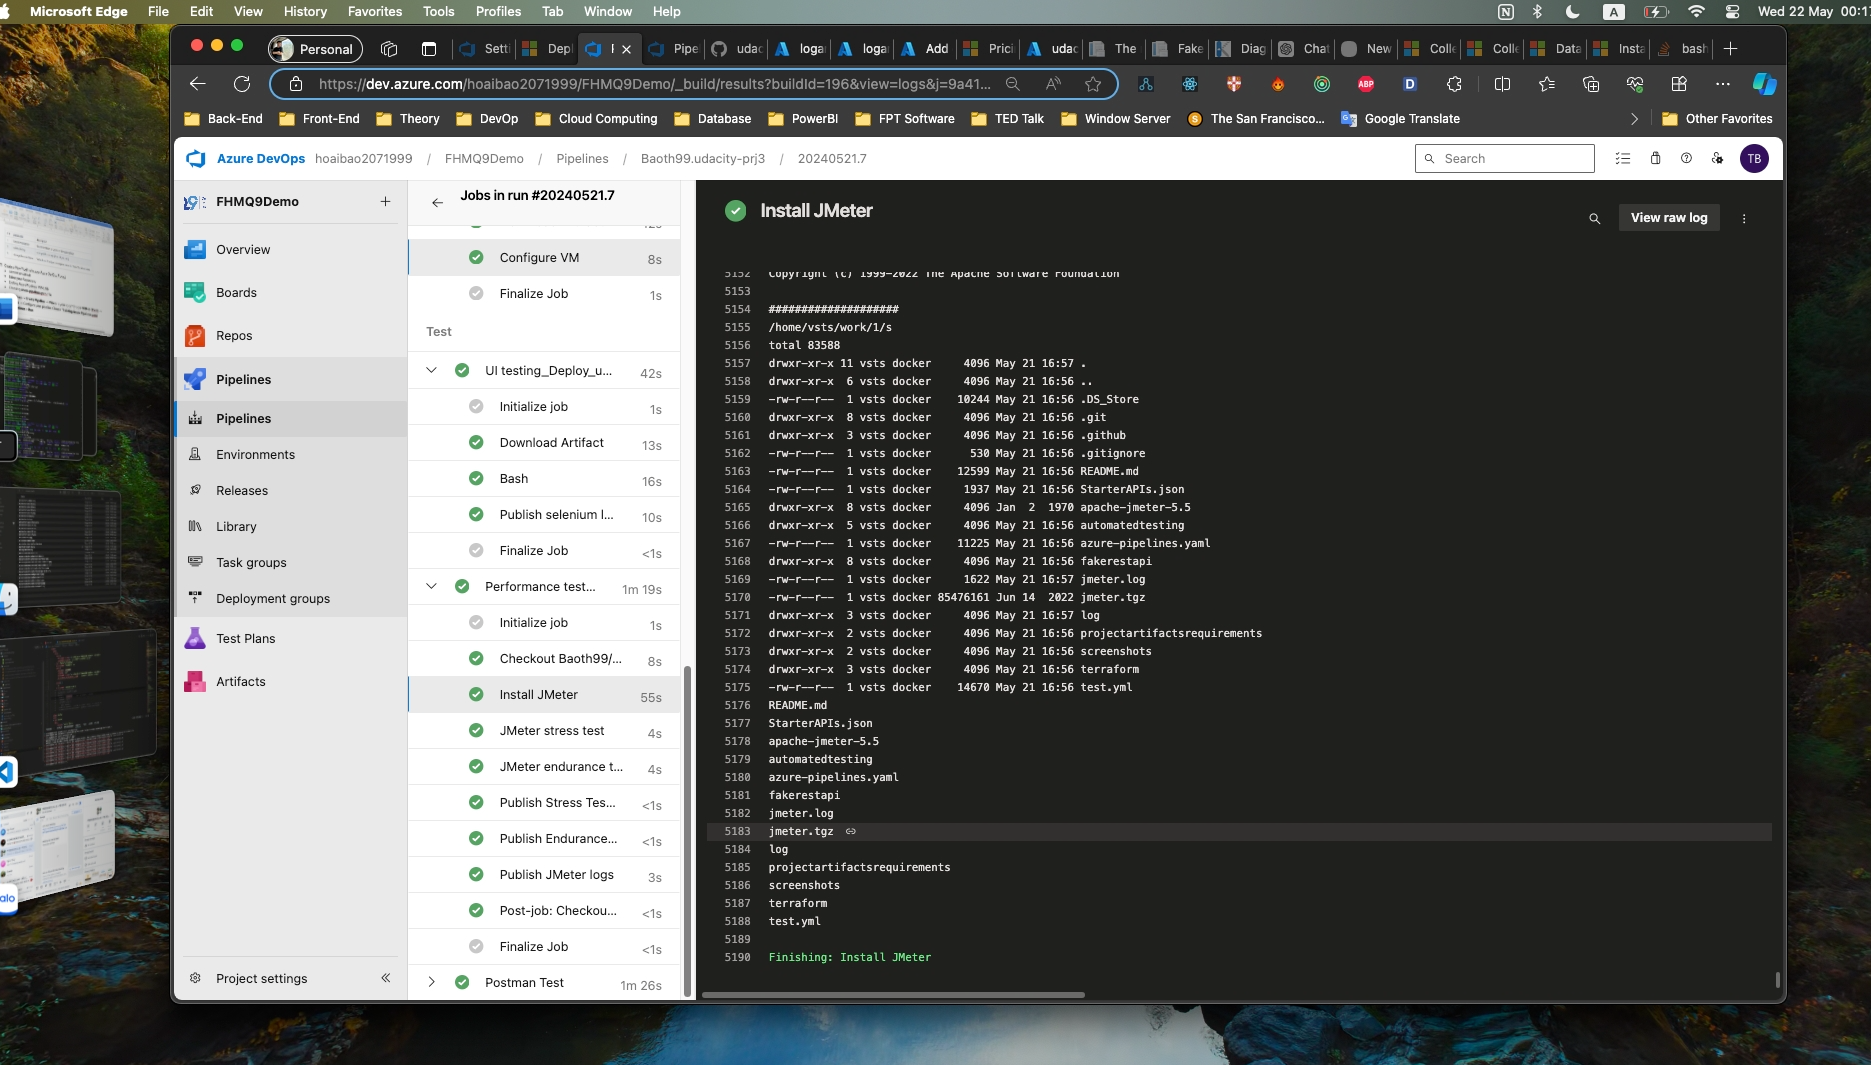 Microsoft Edge File Edit View History Favorites Tools Profiles Tab Window Help A Wed 22 May 00:1
Personal Setti Depl Pipe udac logan logan Add Prici udac The Fake Diag Chat New Colle Colle Data Insta bash
https://dev.azure.com/hoaibao2071999/FHMQ9Demo/_build/results?buildId=196&view=logs&j=9a41...
Back-End Front-End Theory DevOp Cloud Computing Database PowerBI FPT Software TED Talk Window Server The San Francisco... Google Translate Other Favorites
Azure DevOps hoaibao2071999 / FHMQ9Demo / Pipelines / Baoth99.udacity-prj3 / 20240521.7 Search TB
FHMQ9Demo
Overview
Boards
Repos
Pipelines
Pipelines
Environments
Releases
Library
Task groups
Deployment groups
Test Plans
Artifacts
Project settings
Jobs in run #20240521.7
Configure VM 8s
Finalize Job 1s
Test
UI testing_Deploy_u... 42s
Initialize job 1s
Download Artifact 13s
Bash 16s
Publish selenium l... 10s
Finalize Job <1s
Performance test... 1m 19s
Initialize job 1s
Checkout Baoth99/... 8s
Install JMeter 55s
JMeter stress test 4s
JMeter endurance t... 4s
Publish Stress Tes... <1s
Publish Endurance... <1s
Publish JMeter logs 3s
Post-job: Checkou... <1s
Finalize Job <1s
Postman Test 1m 26s
Install JMeter
View raw log
5152 Copyright (c) 1999-2022 The Apache Software Foundation
5153
5154 ####################
5155 /home/vsts/work/1/s
5156 total 83588
5157 drwxr-xr-x 11 vsts docker 4096 May 21 16:57 .
5158 drwxr-xr-x 6 vsts docker 4096 May 21 16:56 ..
5159 -rw-r--r-- 1 vsts docker 10244 May 21 16:56 .DS_Store
5160 drwxr-xr-x 8 vsts docker 4096 May 21 16:56 .git
5161 drwxr-xr-x 3 vsts docker 4096 May 21 16:56 .github
5162 -rw-r--r-- 1 vsts docker 530 May 21 16:56 .gitignore
5163 -rw-r--r-- 1 vsts docker 12599 May 21 16:56 README.md
5164 -rw-r--r-- 1 vsts docker 1937 May 21 16:56 StarterAPIs.json
5165 drwxr-xr-x 8 vsts docker 4096 Jan 2 1970 apache-jmeter-5.5
5166 drwxr-xr-x 5 vsts docker 4096 May 21 16:56 automatedtesting
5167 -rw-r--r-- 1 vsts docker 11225 May 21 16:56 azure-pipelines.yaml
5168 drwxr-xr-x 8 vsts docker 4096 May 21 16:56 fakerestapi
5169 -rw-r--r-- 1 vsts docker 1622 May 21 16:57 jmeter.log
5170 -rw-r--r-- 1 vsts docker 85476161 Jun 14 2022 jmeter.tgz
5171 drwxr-xr-x 3 vsts docker 4096 May 21 16:57 log
5172 drwxr-xr-x 2 vsts docker 4096 May 21 16:56 projectartifactsrequirements
5173 drwxr-xr-x 2 vsts docker 4096 May 21 16:56 screenshots
5174 drwxr-xr-x 3 vsts docker 4096 May 21 16:56 terraform
5175 -rw-r--r-- 1 vsts docker 14670 May 21 16:56 test.yml
5176 README.md
5177 StarterAPIs.json
5178 apache-jmeter-5.5
5179 automatedtesting
5180 azure-pipelines.yaml
5181 fakerestapi
5182 jmeter.log
5183 jmeter.tgz
5184 log
5185 projectartifactsrequirements
5186 screenshots
5187 terraform
5188 test.yml
5189
5190 Finishing: Install JMeter